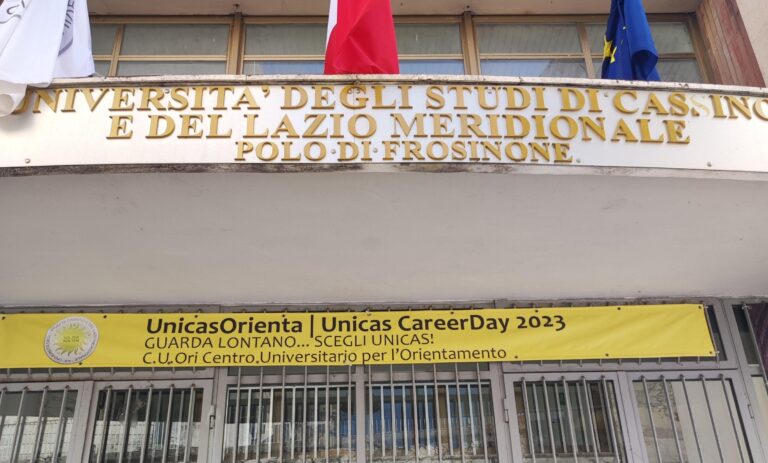 UNIVERSITA' DEGLI STUDI DI CASSINO
E DEL LAZIO MERIDIONALE
POLO DI FROSINONE
UnicasOrienta | Unicas CareerDay 2023
GUARDA LONTANO... SCEGLI UNICAS!
C.U.Ori Centro Universitario per l'Orientamento